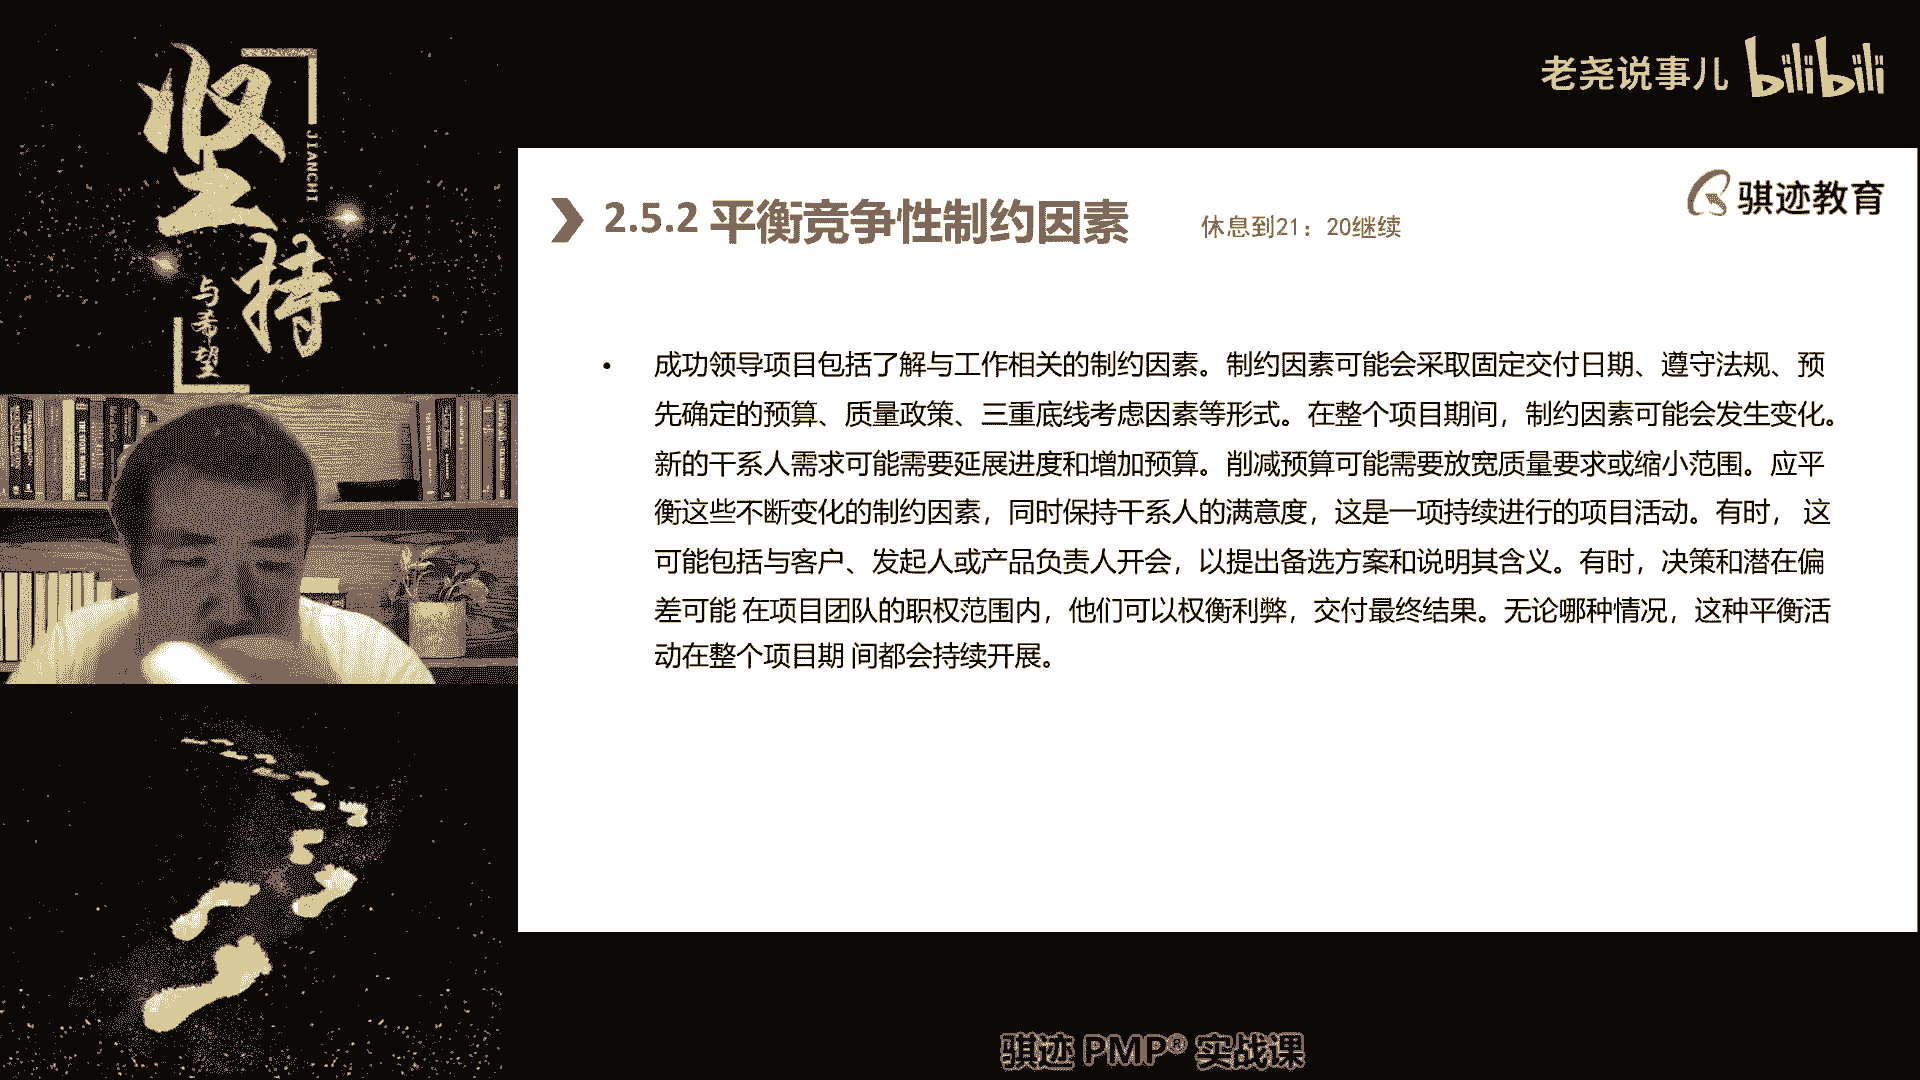 坚持
JIANCHI
与希望
老尧说事儿 bilibili
骐迹教育
2.5.2 平衡竞争性制约因素
休息到21：20继续
• 成功领导项目包括了解与工作相关的制约因素。制约因素可能会采取固定交付日期、遵守法规、预
先确定的预算、质量政策、三重底线考虑因素等形式。在整个项目期间，制约因素可能会发生变化。
新的干系人需求可能需要延展进度和增加预算。削减预算可能需要放宽质量要求或缩小范围。应平
衡这些不断变化的制约因素，同时保持干系人的满意度，这是一项持续进行的项目活动。有时， 这
可能包括与客户、发起人或产品负责人开会，以提出备选方案和说明其含义。有时，决策和潜在偏
差可能 在项目团队的职权范围内，他们可以权衡利弊，交付最终结果。无论哪种情况，这种平衡活
动在整个项目期 间都会持续开展。
骐迹 PMP® 实战课